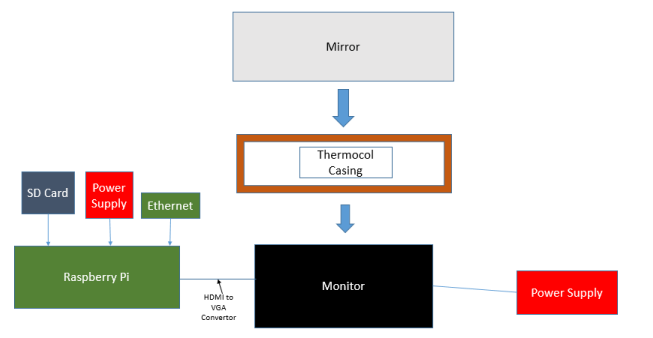 Mirror
Thermocol
Casing
SD Card
Power
Supply
Ethernet
Raspberry Pi
HDMI to
VGA
Convertor
Monitor
Power Supply